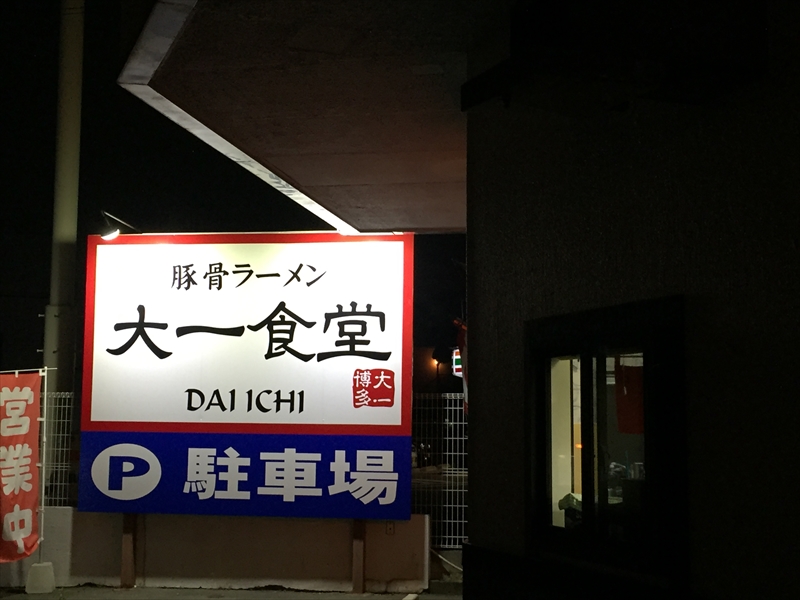 豚骨ラーメン
大一食堂
DAI ICHI
大一
博多
P 駐車場
営業中